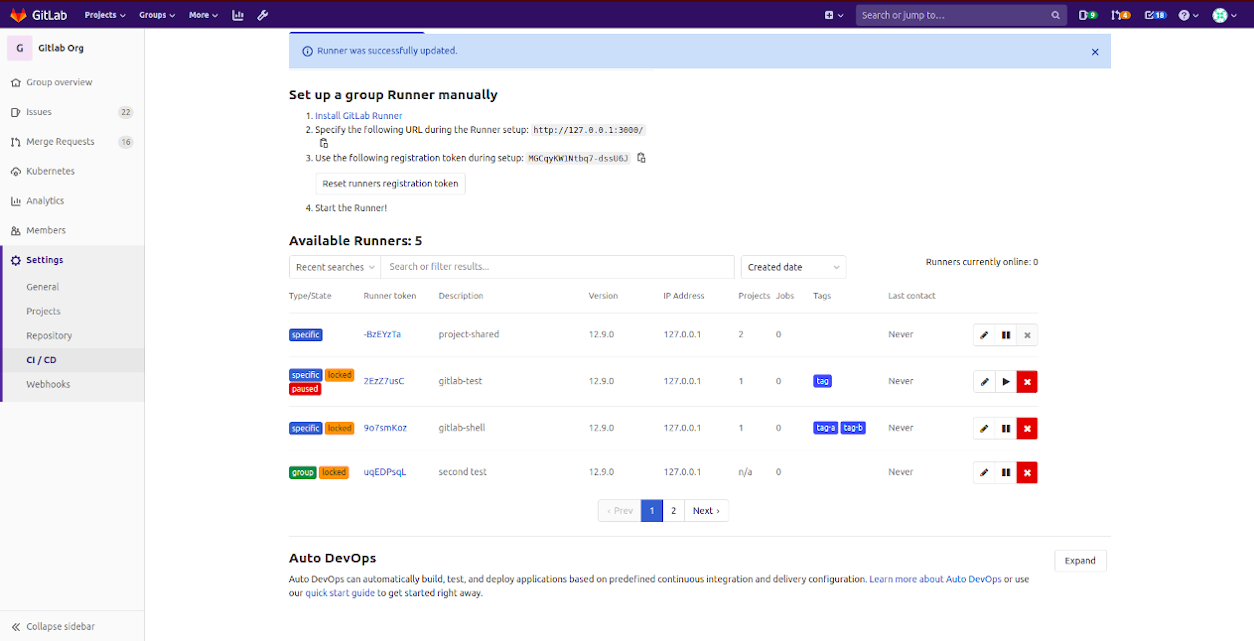 GitLab Projects Groups More Search or jump to... 9 4 18
G Gitlab Org
Group overview
Issues 22
Merge Requests 16
Kubernetes
Analytics
Members
Settings
General
Projects
Repository
CI / CD
Webhooks
Collapse sidebar
Runner was successfully updated.
Set up a group Runner manually
1. Install GitLab Runner
2. Specify the following URL during the Runner setup: http://127.0.0.1:3000/
3. Use the following registration token during setup: MGCqyKW1Ntbq7-dssU6J
Reset runners registration token
4. Start the Runner!
Available Runners: 5
Recent searches Search or filter results... Created date Runners currently online: 0
Type/State Runner token Description Version IP Address Projects Jobs Tags Last contact
specific -BzEYzTa project-shared 12.9.0 127.0.0.1 2 0 Never
specific locked
paused 2EzZ7usC gitlab-test 12.9.0 127.0.0.1 1 0 tag Never
specific locked 9o7smKoz gitlab-shell 12.9.0 127.0.0.1 1 0 tag-a tag-b Never
group locked uqEDPsqL second test 12.9.0 127.0.0.1 n/a 0 Never
‹ Prev 1 2 Next ›
Auto DevOps
Expand
Auto DevOps can automatically build, test, and deploy applications based on predefined continuous integration and delivery configuration. Learn more about Auto DevOps or use
our quick start guide to get started right away.